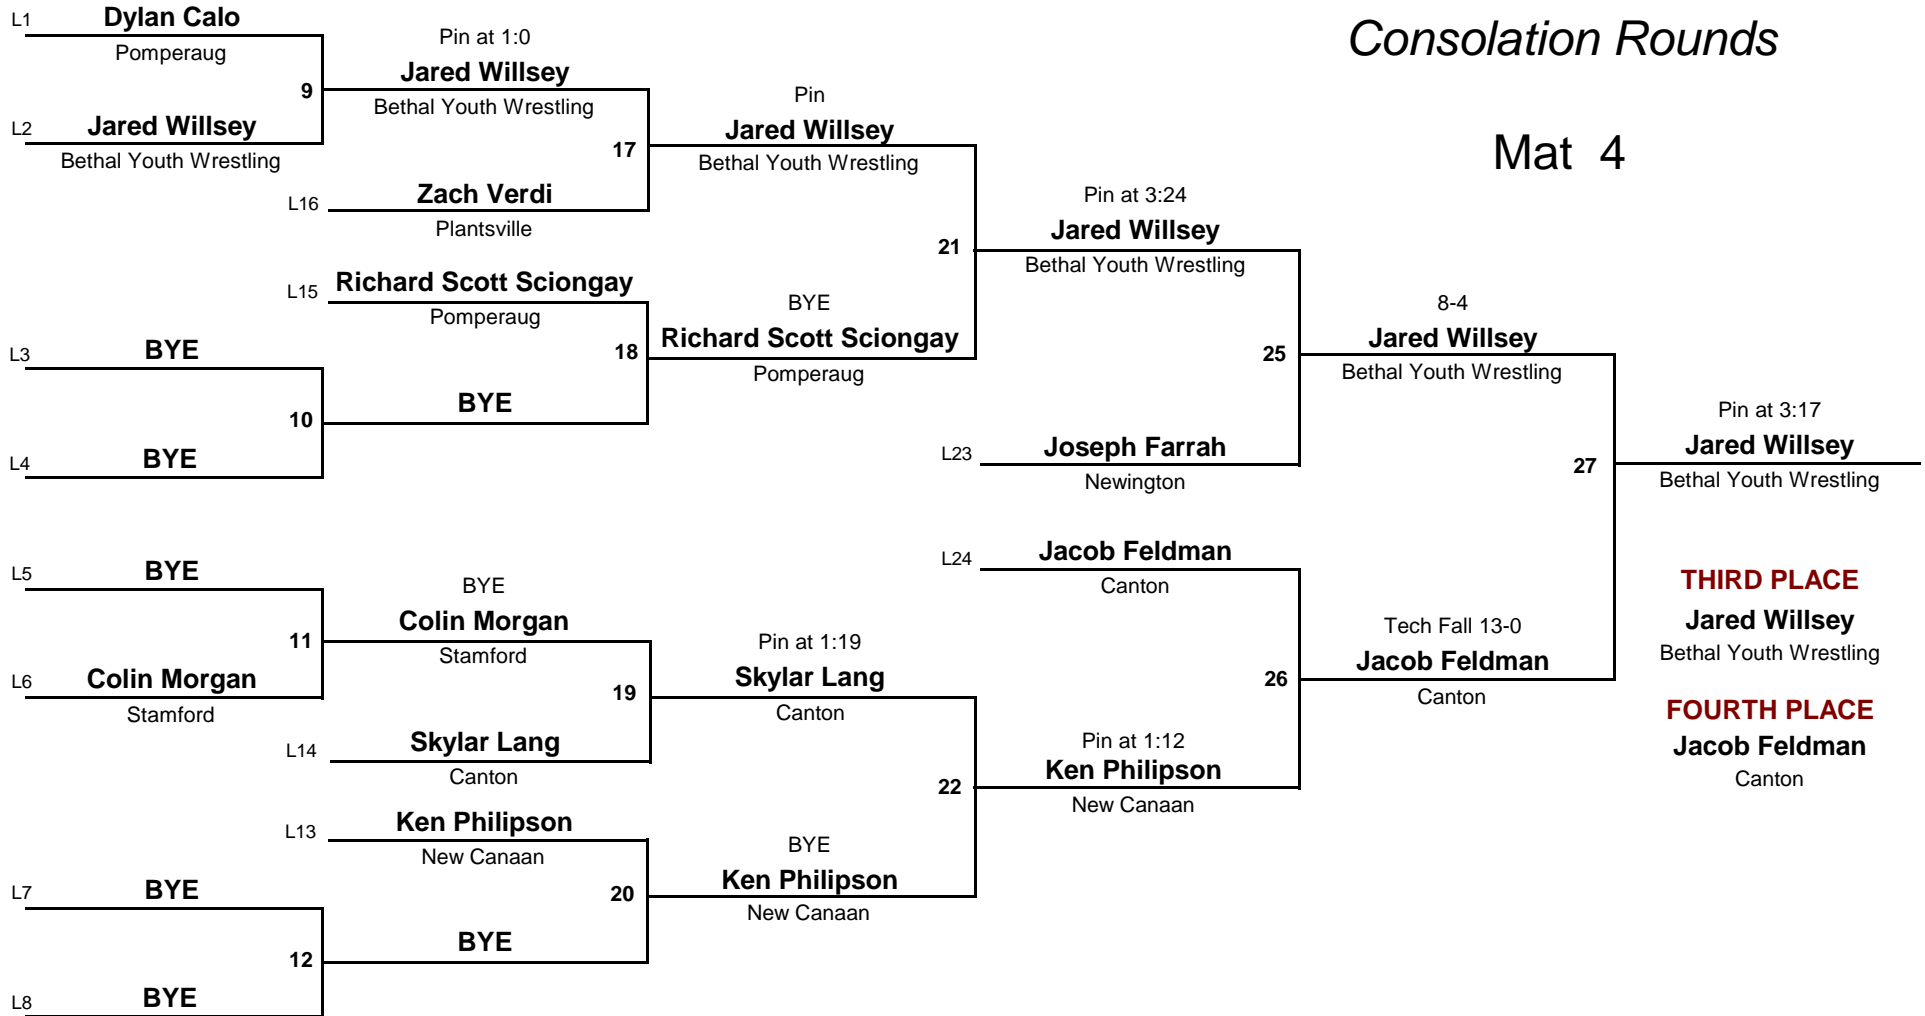 Consolation Rounds
Mat 4
L1 Dylan Calo
Pomperaug
9
L2 Jared Willsey
Bethal Youth Wrestling
L3 BYE
10
L4 BYE
L5 BYE
11
L6 Colin Morgan
Stamford
L7 BYE
12
L8 BYE
Pin at 1:0
Jared Willsey
Bethal Youth Wrestling
17
L16 Zach Verdi
Plantsville
L15 Richard Scott Sciongay
Pomperaug
18
BYE
BYE
Colin Morgan
Stamford
19
L14 Skylar Lang
Canton
L13 Ken Philipson
New Canaan
20
BYE
Pin
Jared Willsey
Bethal Youth Wrestling
21
BYE
Richard Scott Sciongay
Pomperaug
Pin at 1:19
Skylar Lang
Canton
22
BYE
Ken Philipson
New Canaan
Pin at 3:24
Jared Willsey
Bethal Youth Wrestling
25
L23 Joseph Farrah
Newington
L24 Jacob Feldman
Canton
26
Pin at 1:12
Ken Philipson
New Canaan
8-4
Jared Willsey
Bethal Youth Wrestling
27
Tech Fall 13-0
Jacob Feldman
Canton
Pin at 3:17
Jared Willsey
Bethal Youth Wrestling
THIRD PLACE
Jared Willsey
Bethal Youth Wrestling
FOURTH PLACE
Jacob Feldman
Canton